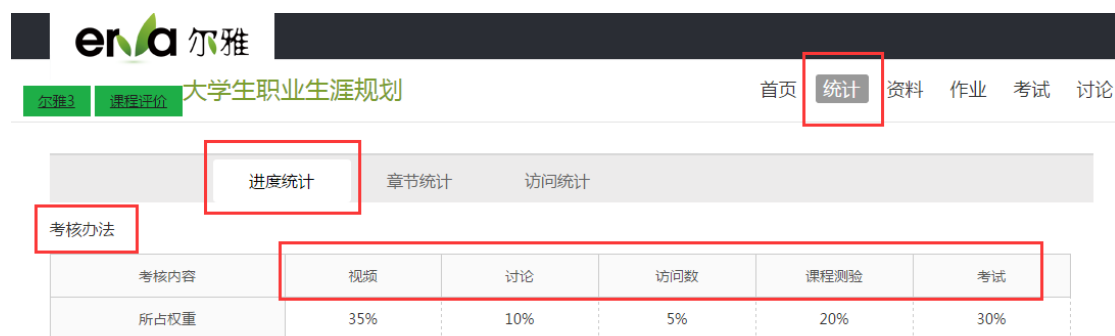 erya 尔雅
尔雅3 课程评价 大学生职业生涯规划 首页 统计 资料 作业 考试 讨论
进度统计 章节统计 访问统计
考核办法
考核内容 视频 讨论 访问数 课程测验 考试
所占权重 35% 10% 5% 20% 30%